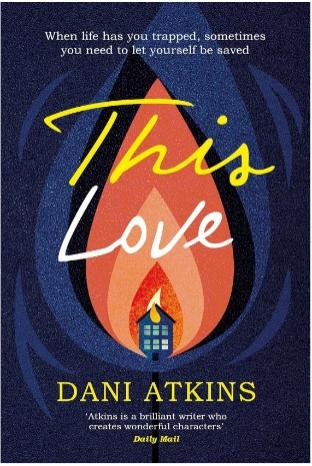 When life has you trapped, sometimes
you need to let yourself be saved
This
Love
DANI ATKINS
‘Atkins is a brilliant writer who
creates wonderful characters’
Daily Mail